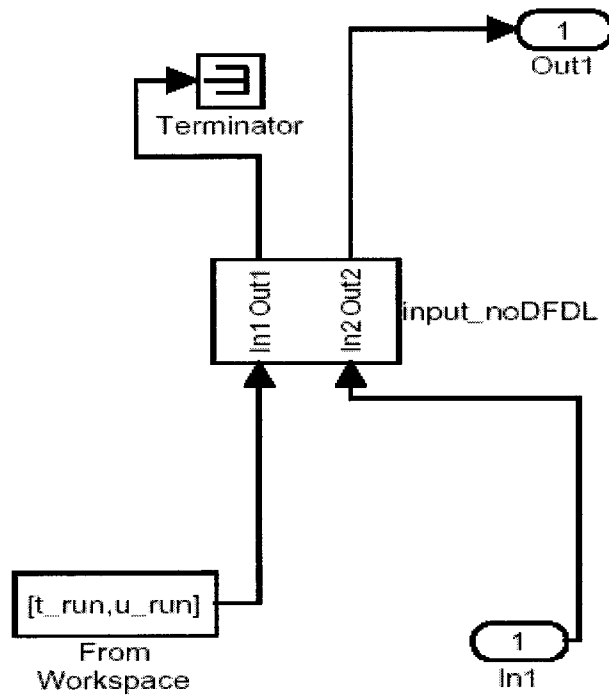 1
Out1
Terminator
In1 Out1
In2 Out2
input_noDFDL
[t_run,u_run]
From
Workspace
1
In1